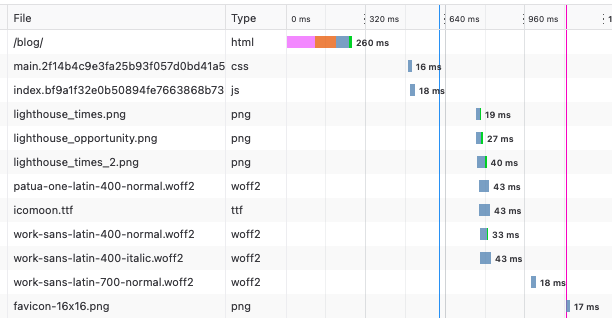 File Type 0 ms 320 ms 640 ms 960 ms 1
/blog/ html 260 ms
main.2f14b4c9e3fa25b93f057d0bd41a5 css 16 ms
index.bf9a1f32e0b50894fe7663868b73 js 18 ms
lighthouse_times.png png 19 ms
lighthouse_opportunity.png png 27 ms
lighthouse_times_2.png png 40 ms
patua-one-latin-400-normal.woff2 woff2 43 ms
icomoon.ttf ttf 43 ms
work-sans-latin-400-normal.woff2 woff2 33 ms
work-sans-latin-400-italic.woff2 woff2 43 ms
work-sans-latin-700-normal.woff2 woff2 18 ms
favicon-16x16.png png 17 ms